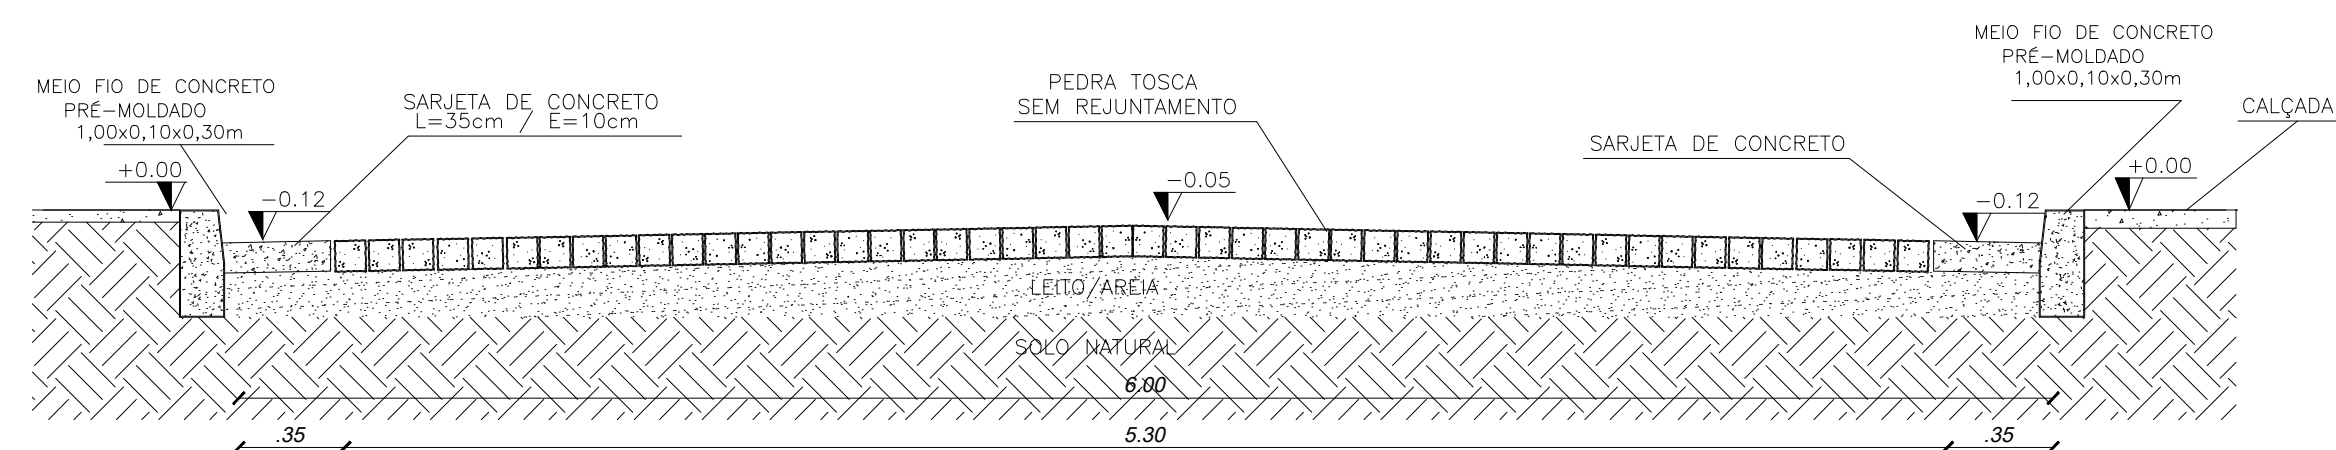 MEIO FIO DE CONCRETO
PRÉ-MOLDADO
1,00x0,10x0,30m
SARJETA DE CONCRETO
L=35cm / E=10cm
PEDRA TOSCA
SEM REJUNTAMENTO
SARJETA DE CONCRETO
MEIO FIO DE CONCRETO
PRÉ-MOLDADO
1,00x0,10x0,30m
CALÇADA
+0.00
-0.12
-0.05
-0.12
+0.00
LEITO/AREIA
SOLO NATURAL
6.00
.35
5.30
.35